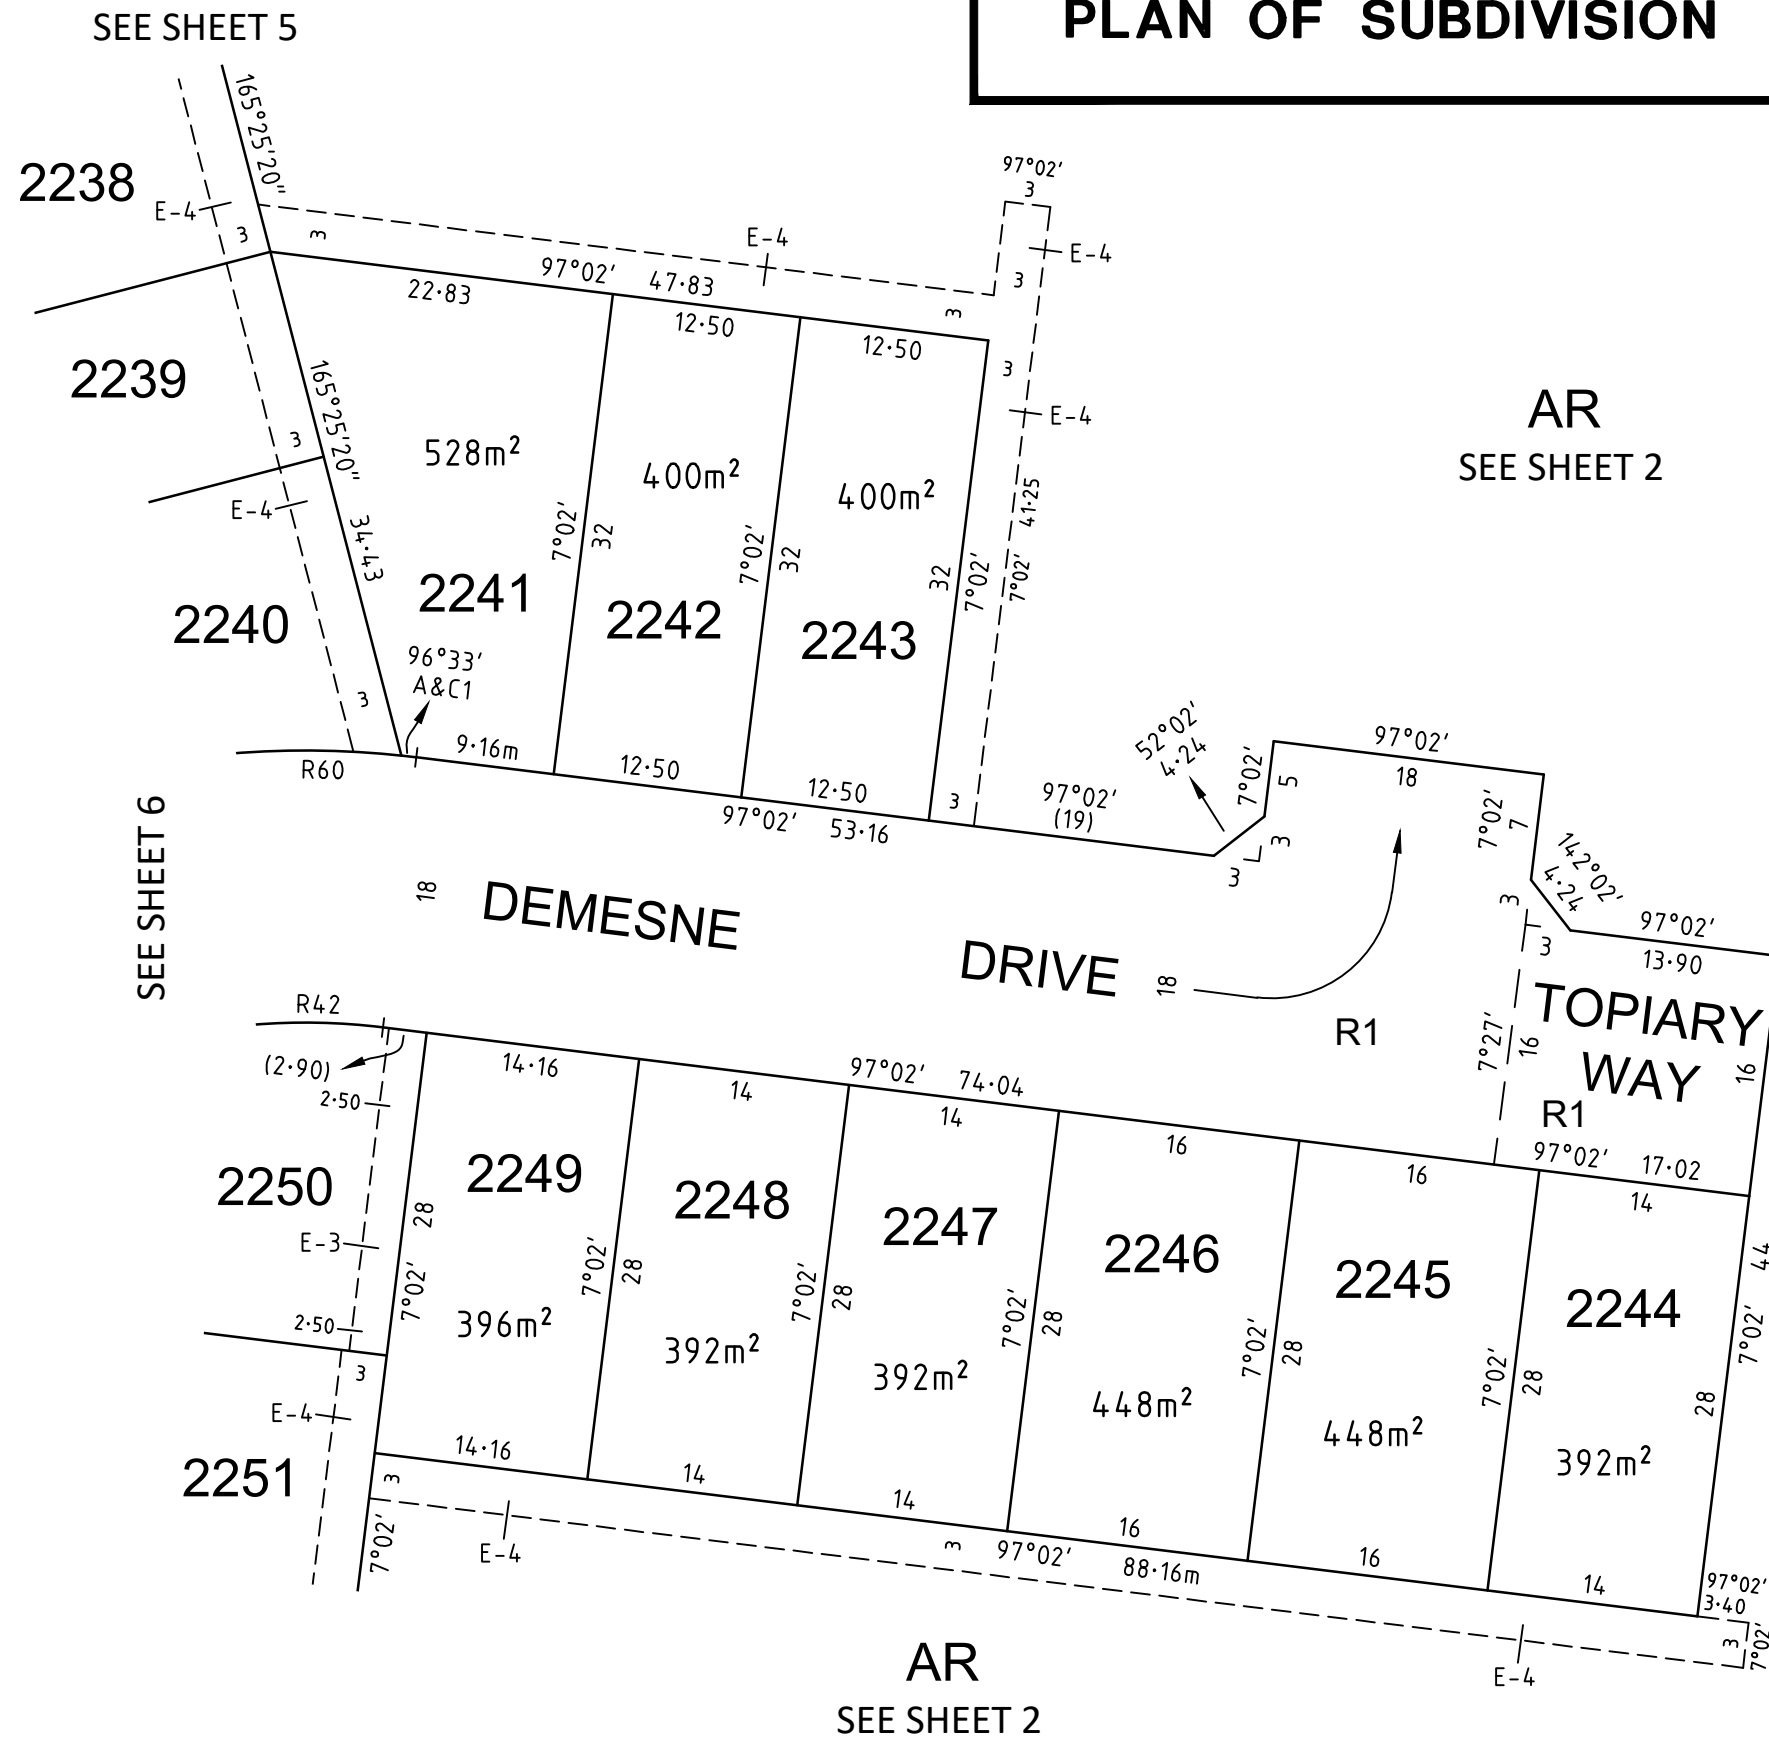 SEE SHEET 5
PLAN OF SUBDIVISION
165°25'20"
2238
E-4
3
3
97°02'
3
E-4
E-4
3
97°02' 47·83
22·83
12·50
12·50
3
3
2239
165°25'20"
34·43
3
E-4
E-4
AR
SEE SHEET 2
528m²
400m²
400m²
41·25
7°02'
7°02'
32
7°02'
32
32
7°02'
2240
2241
2242
2243
3
96°33'
A&C1
R60
9·16m
12·50
12·50
3
97°02' 53·16
97°02'
(19)
52°02'
4·24
7°02'
5
97°02'
18
7°02'
7
142°02'
4·24
3
3
3
3
97°02'
13·90
SEE SHEET 6
18
DEMESNE
DRIVE
18
R1
7°27'
16
TOPIARY
WAY
16
R1
R42
(2·90)
2·50
14·16
14
97°02' 74·04
14
16
16
97°02' 17·02
14
2250
2249
2248
2247
2246
2245
2244
E-3
28
7°02'
7°02'
28
7°02'
28
7°02'
28
7°02'
28
7°02'
28
44
7°02'
28
2·50
396m²
392m²
392m²
448m²
448m²
392m²
3
E-4
2251
14·16
14
14
16
16
14
3
7°02'
E-4
3
97°02' 88·16m
97°02'
3·40
3
7°02'
E-4
AR
SEE SHEET 2